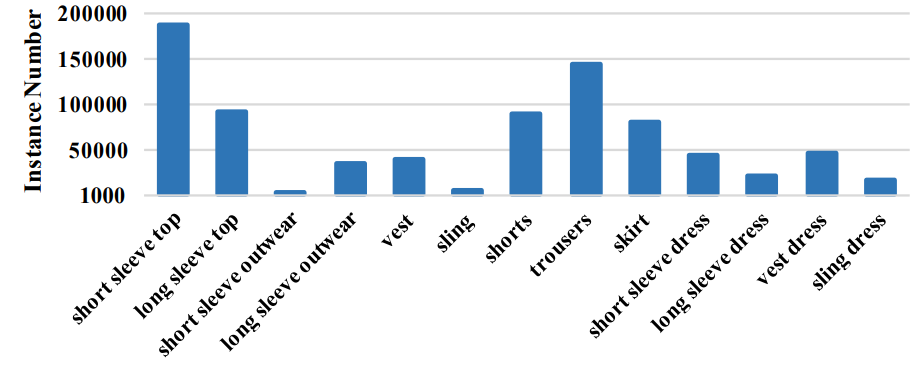 Instance Number
200000
150000
100000
50000
1000
short sleeve top
long sleeve top
short sleeve outwear
long sleeve outwear
vest
sling
shorts
trousers
skirt
short sleeve dress
long sleeve dress
vest dress
sling dress